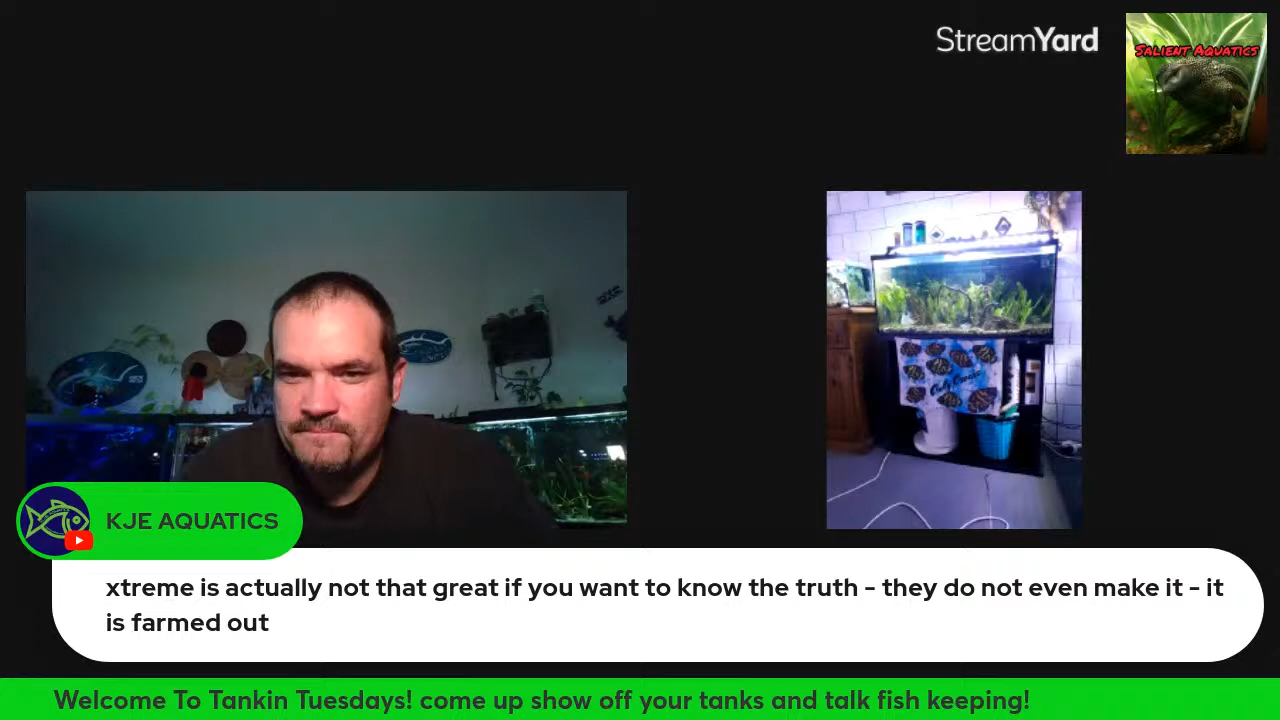 StreamYard
SALIENT AQUATICS
KJE AQUATICS
xtreme is actually not that great if you want to know the truth - they do not even make it - it
is farmed out
Welcome To Tankin Tuesdays! come up show off your tanks and talk fish keeping!